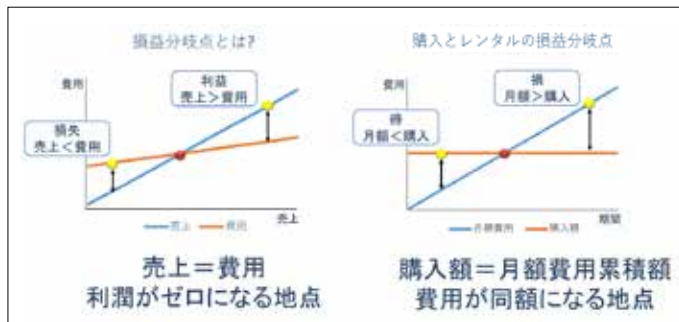 損益分岐点とは?
費用
利益
売上>費用
損失
売上<費用
売上
売上
費用
売上=費用
利潤がゼロになる地点
購入とレンタルの損益分岐点
費用
損
月額>購入
得
月額<購入
期間
月額費用
購入額
購入額=月額費用累積額
費用が同額になる地点